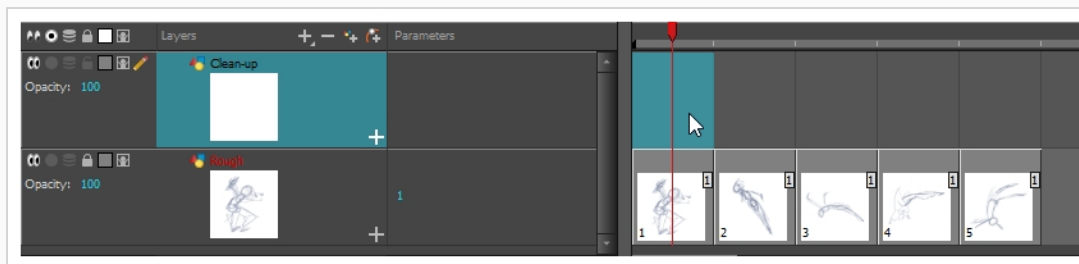 Layers Parameters
Clean-up
Opacity: 100
Rough
Opacity: 100
1
1 1 1 1 1
1 2 3 4 5